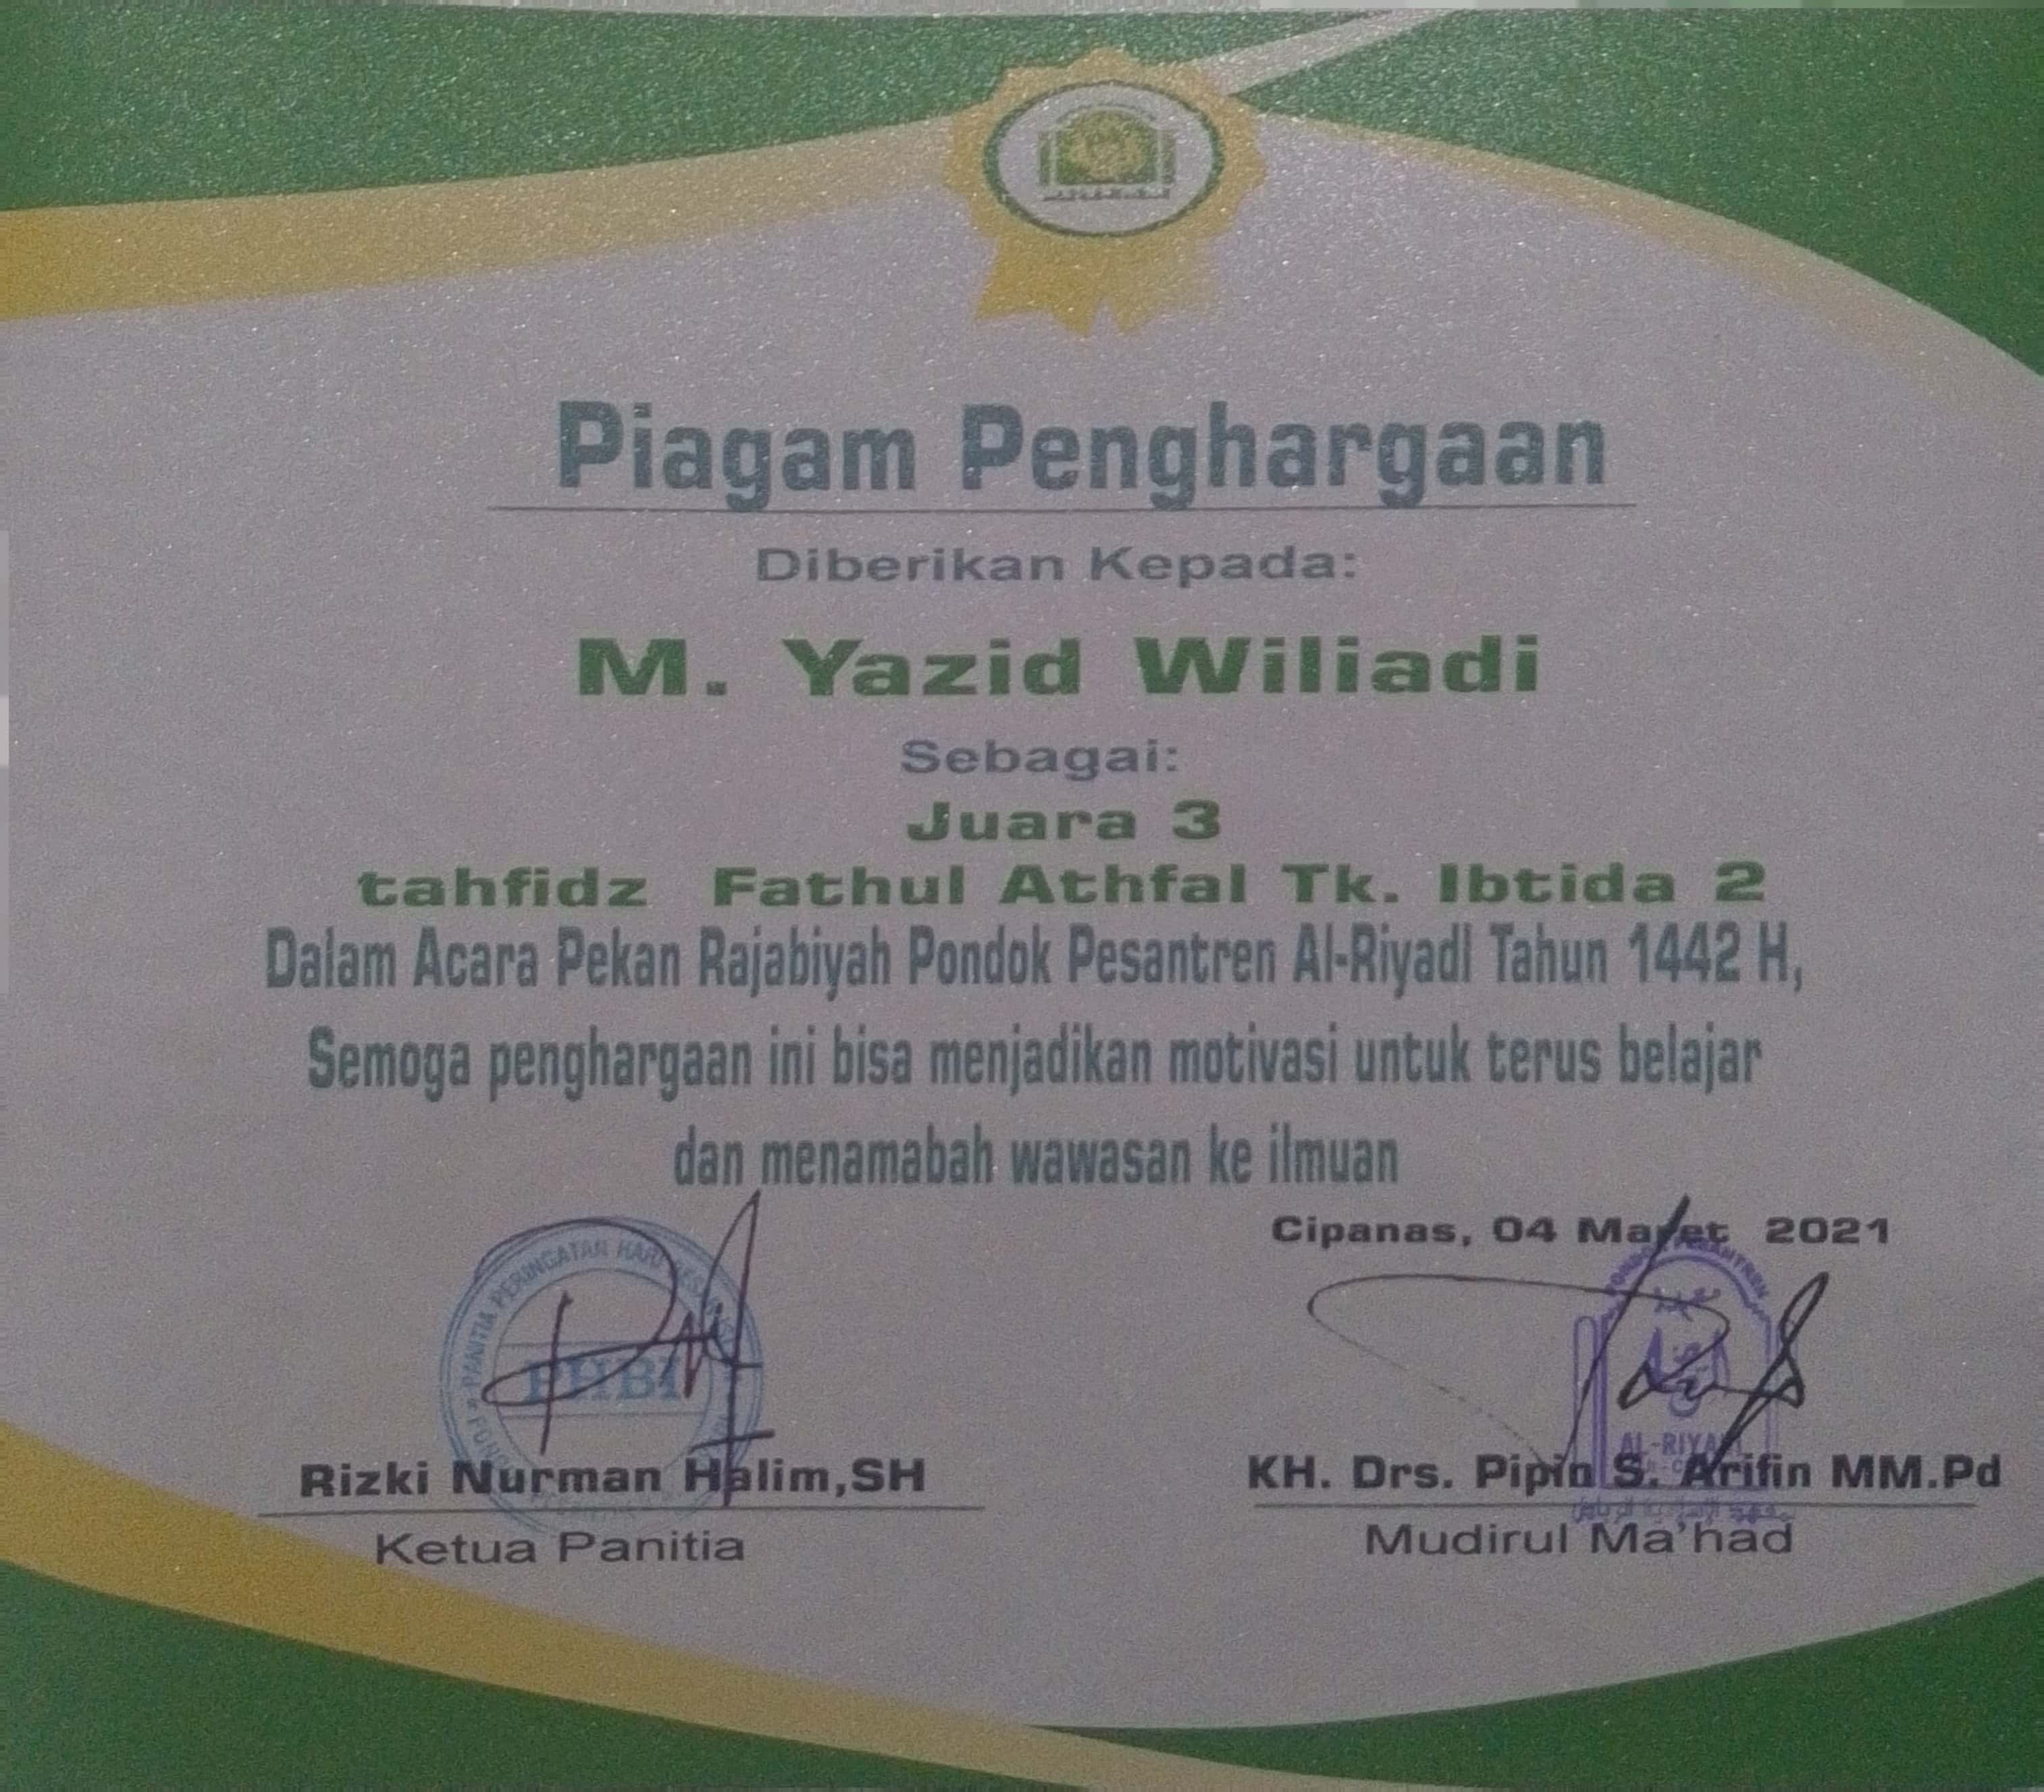 Piagam Penghargaan
Diberikan Kepada:
M. Yazid Wiliadi
Sebagai:
Juara 3
tahfidz Fathul Athfal Tk. Ibtida 2
Dalam Acara Pekan Rajabiyah Pondok Pesantren Al-Riyadl Tahun 1442 H,
Semoga penghargaan ini bisa menjadikan motivasi untuk terus belajar
dan menamabah wawasan ke ilmuan
Cipanas, 04 Maret 2021
PANITIA PERINGATAN HARI
PHBI
AL-RIYADL
Rizki Nurman Halim,SH
KH. Drs. Pipin S. Arifin MM.Pd
Ketua Panitia
Mudirul Ma'had